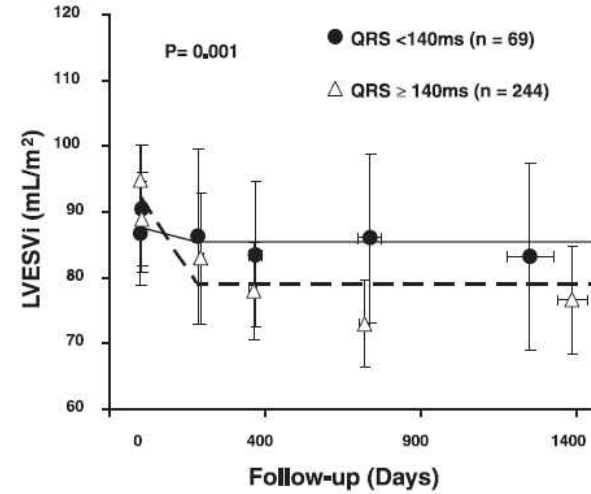 120
P= 0.001
QRS <140ms (n = 69)
110
QRS ≥ 140ms (n = 244)
100
90
80
70
60
LVESVi (mL/m²)
0 400 900 1400
Follow-up (Days)